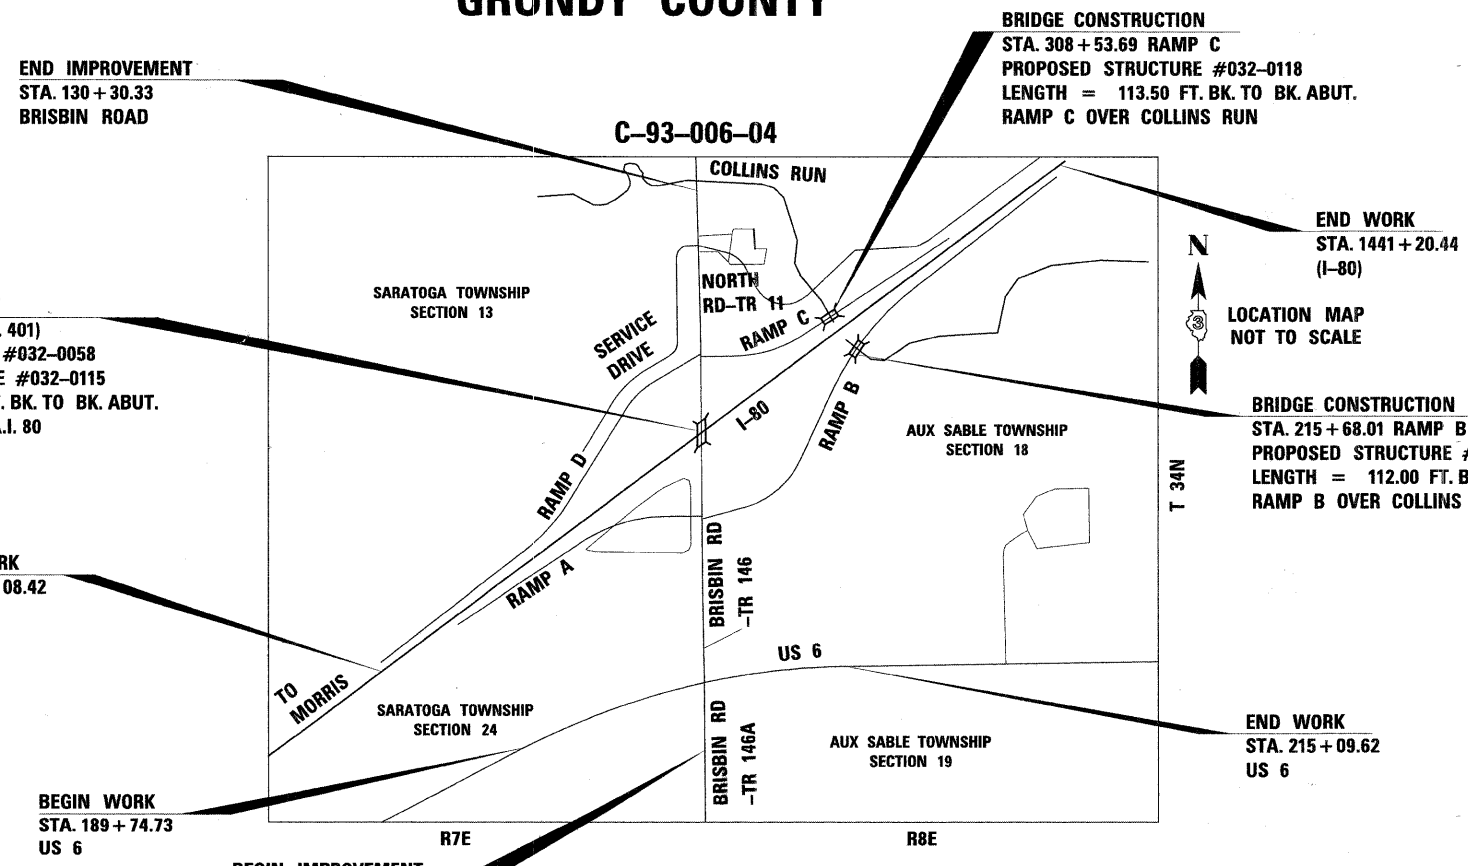 GRUNDY COUNTY
BRIDGE CONSTRUCTION
STA. 308+53.69 RAMP C
PROPOSED STRUCTURE #032-0118
LENGTH = 113.50 FT. BK. TO BK. ABUT.
RAMP C OVER COLLINS RUN
END IMPROVEMENT
STA. 130+30.33
BRISBIN ROAD
C-93-006-04
COLLINS RUN
END WORK
STA. 1441+20.44
(I-80)
N
3
LOCATION MAP
NOT TO SCALE
SARATOGA TOWNSHIP
SECTION 13
NORTH
RD-TR 11
SERVICE
DRIVE
RAMP C
. 401)
#032-0058
E #032-0115
. BK. TO BK. ABUT.
.I. 80
I-80
RAMP B
AUX SABLE TOWNSHIP
SECTION 18
BRIDGE CONSTRUCTION
STA. 215+68.01 RAMP B
PROPOSED STRUCTURE #
LENGTH = 112.00 FT. B
RAMP B OVER COLLINS
T 34N
RAMP D
RAMP A
BRISBIN RD
-TR 146
RK
08.42
US 6
TO
MORRIS
SARATOGA TOWNSHIP
SECTION 24
BRISBIN RD
-TR 146A
AUX SABLE TOWNSHIP
SECTION 19
END WORK
STA. 215+09.62
US 6
BEGIN WORK
STA. 189+74.73
US 6
R7E
R8E
BEGIN IMPROVEMENT